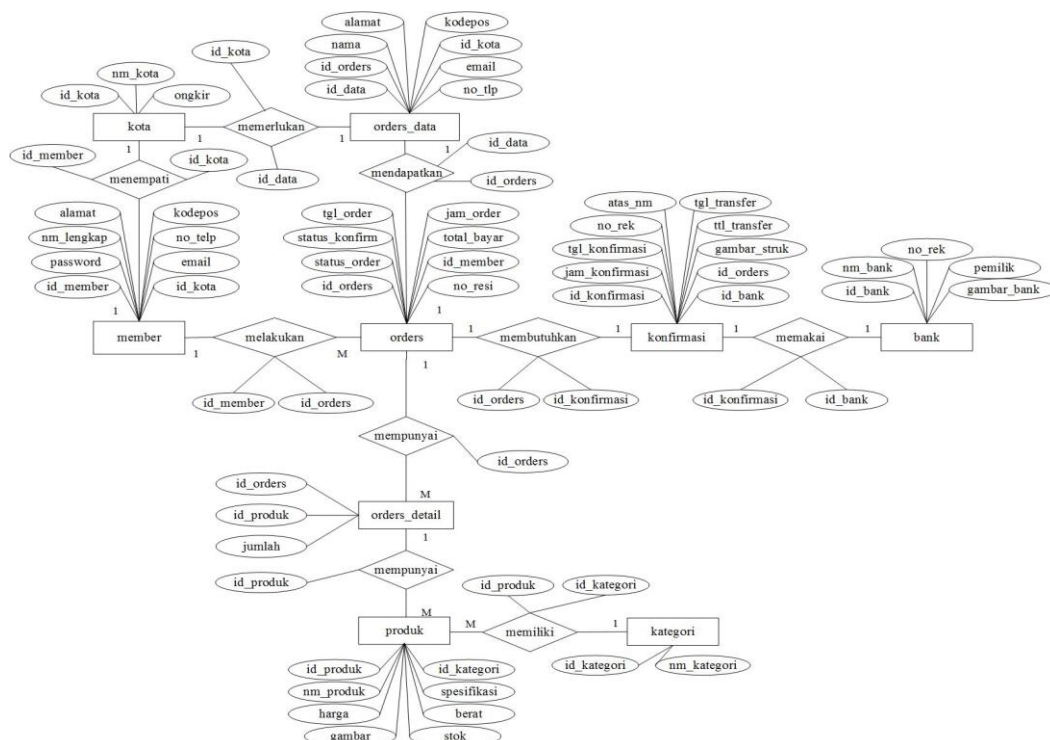 alamat
kodepos
nama
id_kota
id_orders
email
id_data
no_tlp
orders_data
id_kota
nm_kota
id_kota
ongkir
kota
1
memerlukan
1
id_data
1
id_member
id_kota
menempati
1
id_data
mendapatkan
id_orders
alamat
kodepos
nm_lengkap
no_telp
password
email
id_member
id_kota
1
member
1
melakukan
M
id_member
id_orders
tgl_order
jam_order
status_konfirm
total_bayar
status_order
id_member
id_orders
no_resi
1
orders
1
membutuhkan
1
id_orders
id_konfirmasi
atas_nm
tgl_transfer
no_rek
ttl_transfer
tgl_konfirmasi
gambar_struk
jam_konfirmasi
id_orders
id_konfirmasi
id_bank
konfirmasi
1
memakai
1
id_konfirmasi
id_bank
no_rek
nm_bank
pemilik
id_bank
gambar_bank
bank
1
mempunyai
id_orders
M
id_orders
id_produk
jumlah
orders_detail
1
mempunyai
id_produk
M
produk
M
memiliki
1
id_produk
id_kategori
kategori
id_kategori
nm_kategori
id_produk
id_kategori
nm_produk
spesifikasi
harga
berat
gambar
stok